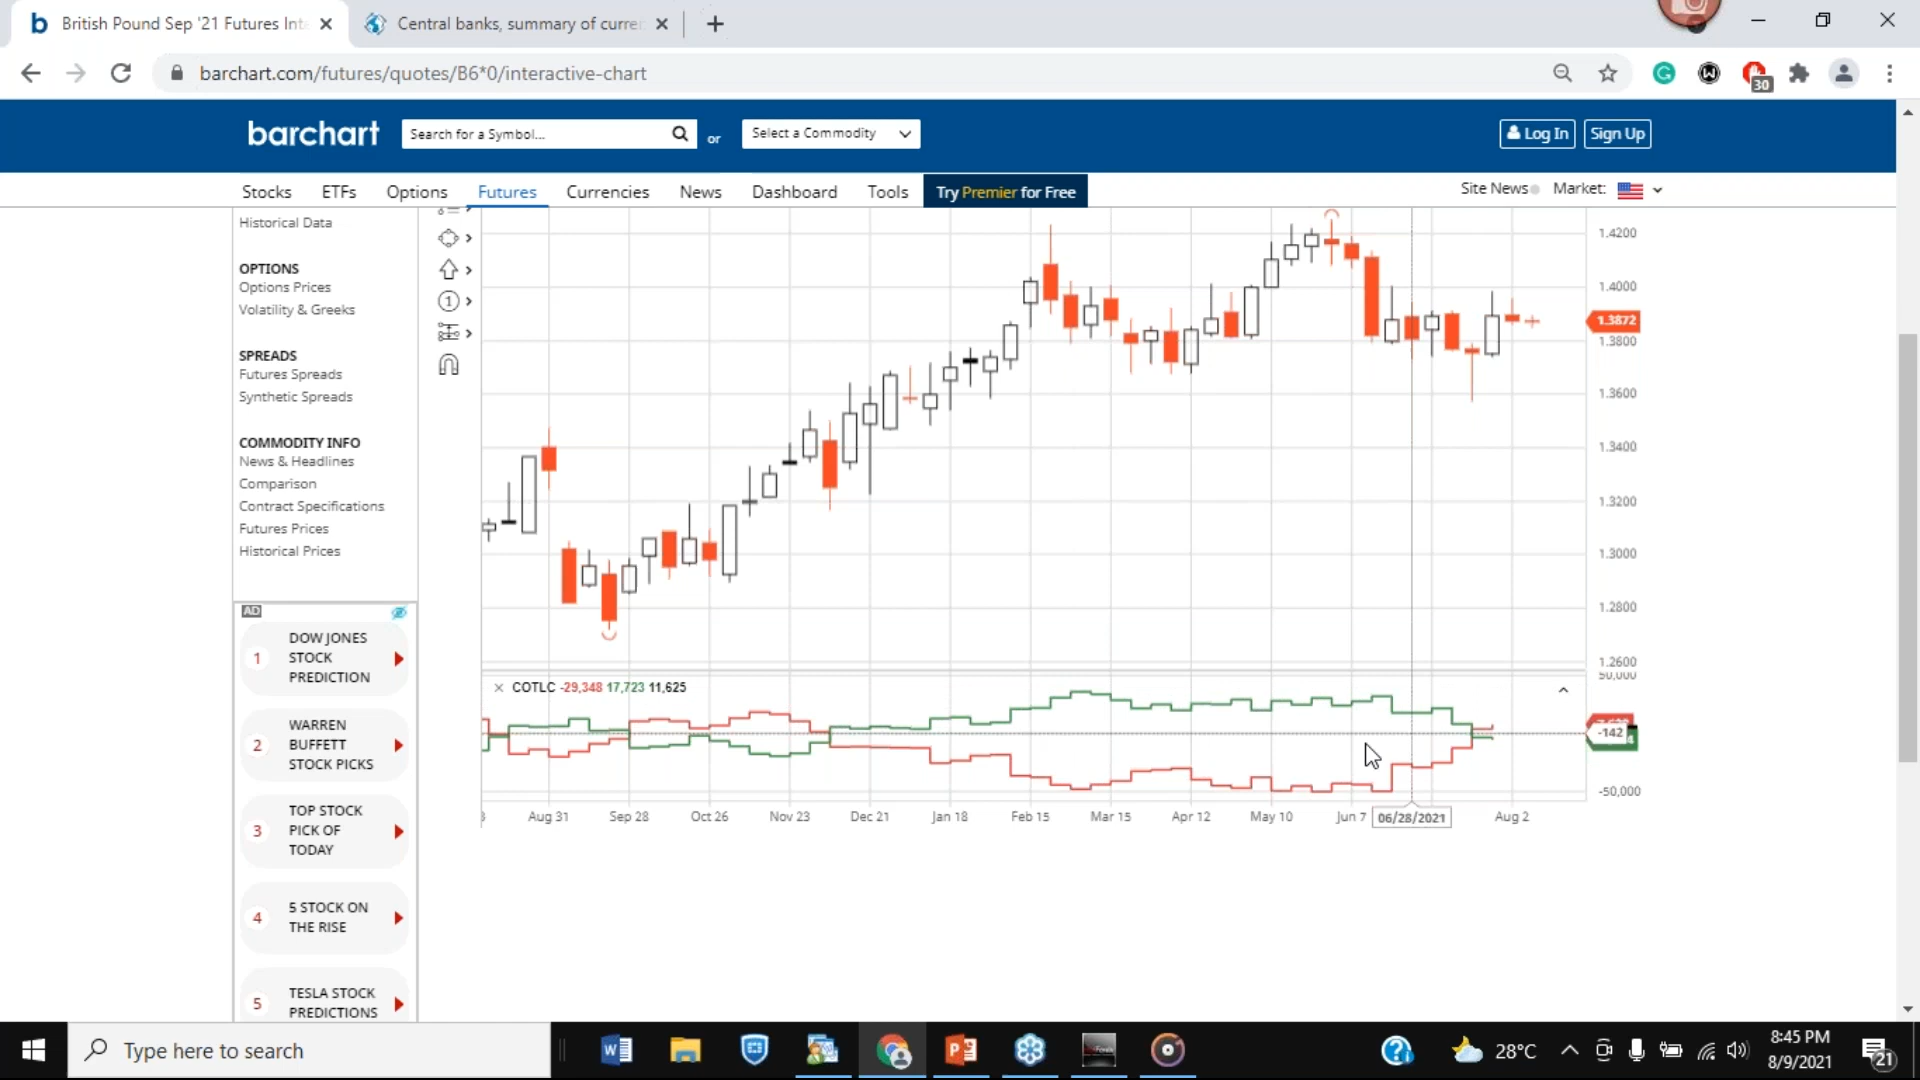 b British Pound Sep '21 Futures Inte
Central banks, summary of curre
barchart.com/futures/quotes/B6*0/interactive-chart
30
barchart
Search for a Symbol...
or
Select a Commodity
Log In
Sign Up
Stocks
ETFs
Options
Futures
Currencies
News
Dashboard
Tools
Try Premier for Free
Site News
Market:
Historical Data
OPTIONS
Options Prices
Volatility & Greeks
SPREADS
Futures Spreads
Synthetic Spreads
COMMODITY INFO
News & Headlines
Comparison
Contract Specifications
Futures Prices
Historical Prices
AD
1 DOW JONES
STOCK
PREDICTION
2 WARREN
BUFFETT
STOCK PICKS
3 TOP STOCK
PICK OF
TODAY
4 5 STOCK ON
THE RISE
5 TESLA STOCK
PREDICTIONS
1
1.4200
1.4000
1.3872
1.3800
1.3600
1.3400
1.3200
1.3000
1.2800
1.2600
50,000
COTLC -29,348 17,723 11,625
-142
-50,000
Aug 31
Sep 28
Oct 26
Nov 23
Dec 21
Jan 18
Feb 15
Mar 15
Apr 12
May 10
Jun 7
06/28/2021
Aug 2
Type here to search
28°C
8:45 PM
8/9/2021
21